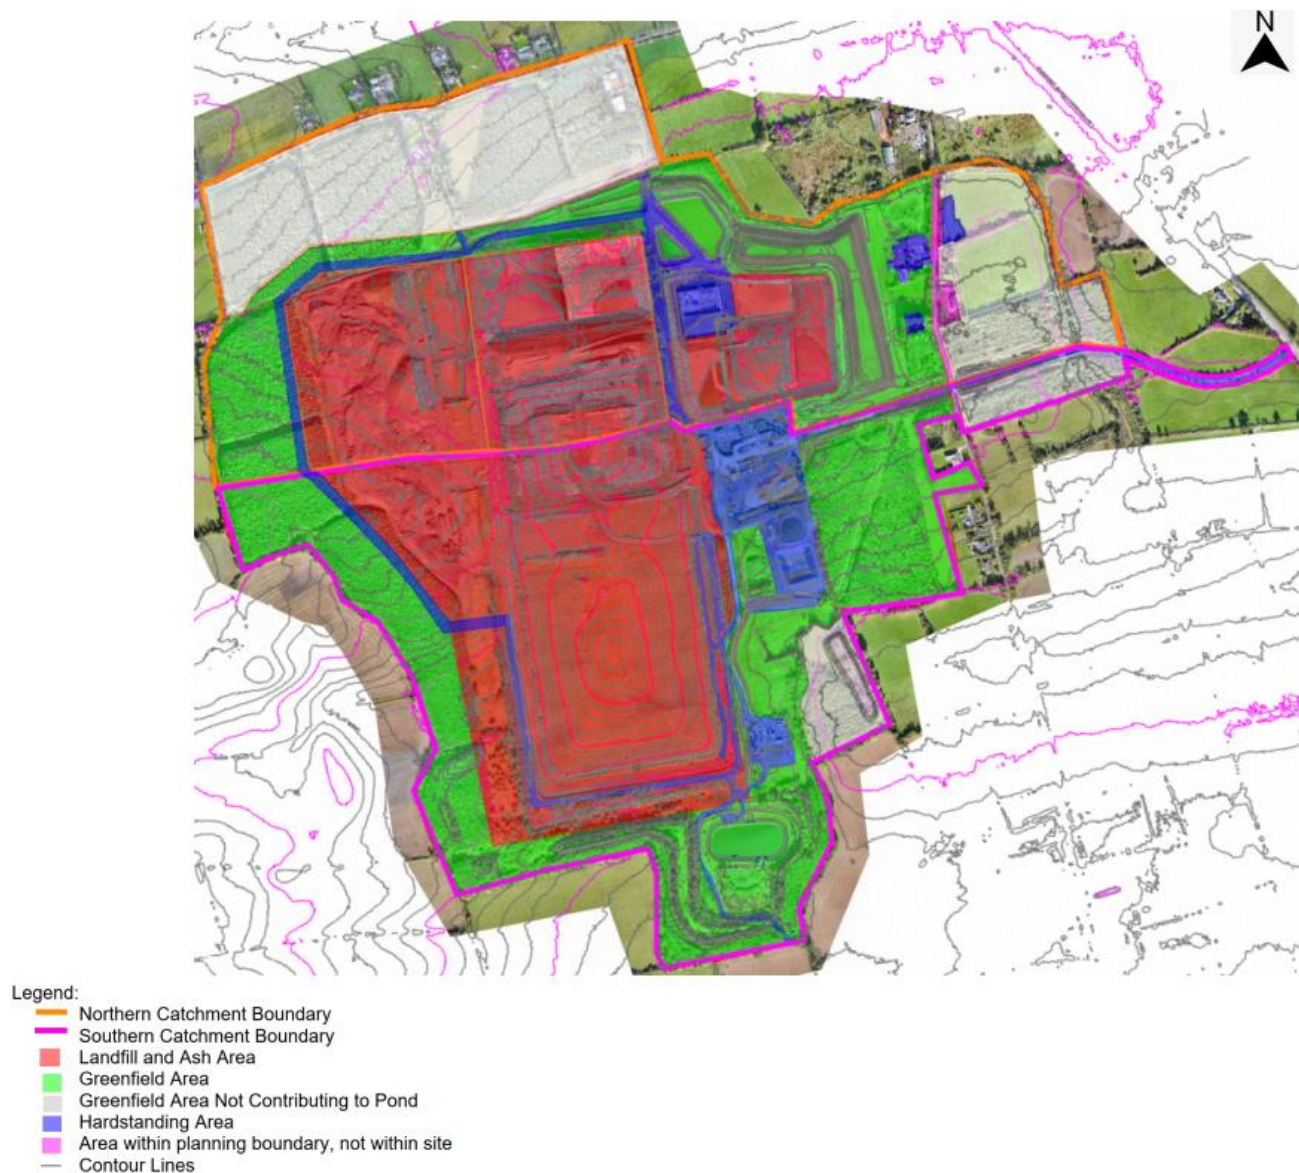 N
Legend:
Northern Catchment Boundary
Southern Catchment Boundary
Landfill and Ash Area
Greenfield Area
Greenfield Area Not Contributing to Pond
Hardstanding Area
Area within planning boundary, not within site
Contour Lines